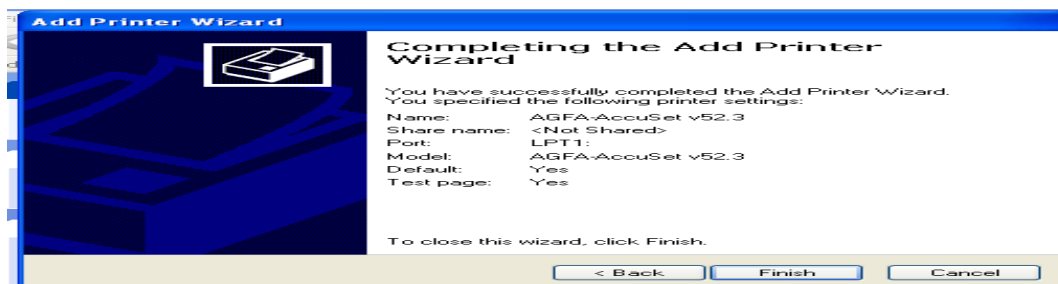 Add Printer Wizard
Completing the Add Printer
Wizard
You have successfully completed the Add Printer Wizard.
You specified the following printer settings:
Name: AGFA-AccuSet v52.3
Share name: <Not Shared>
Port: LPT1:
Model: AGFA-AccuSet v52.3
Default: Yes
Test page: Yes
To close this wizard, click Finish.
< Back Finish Cancel